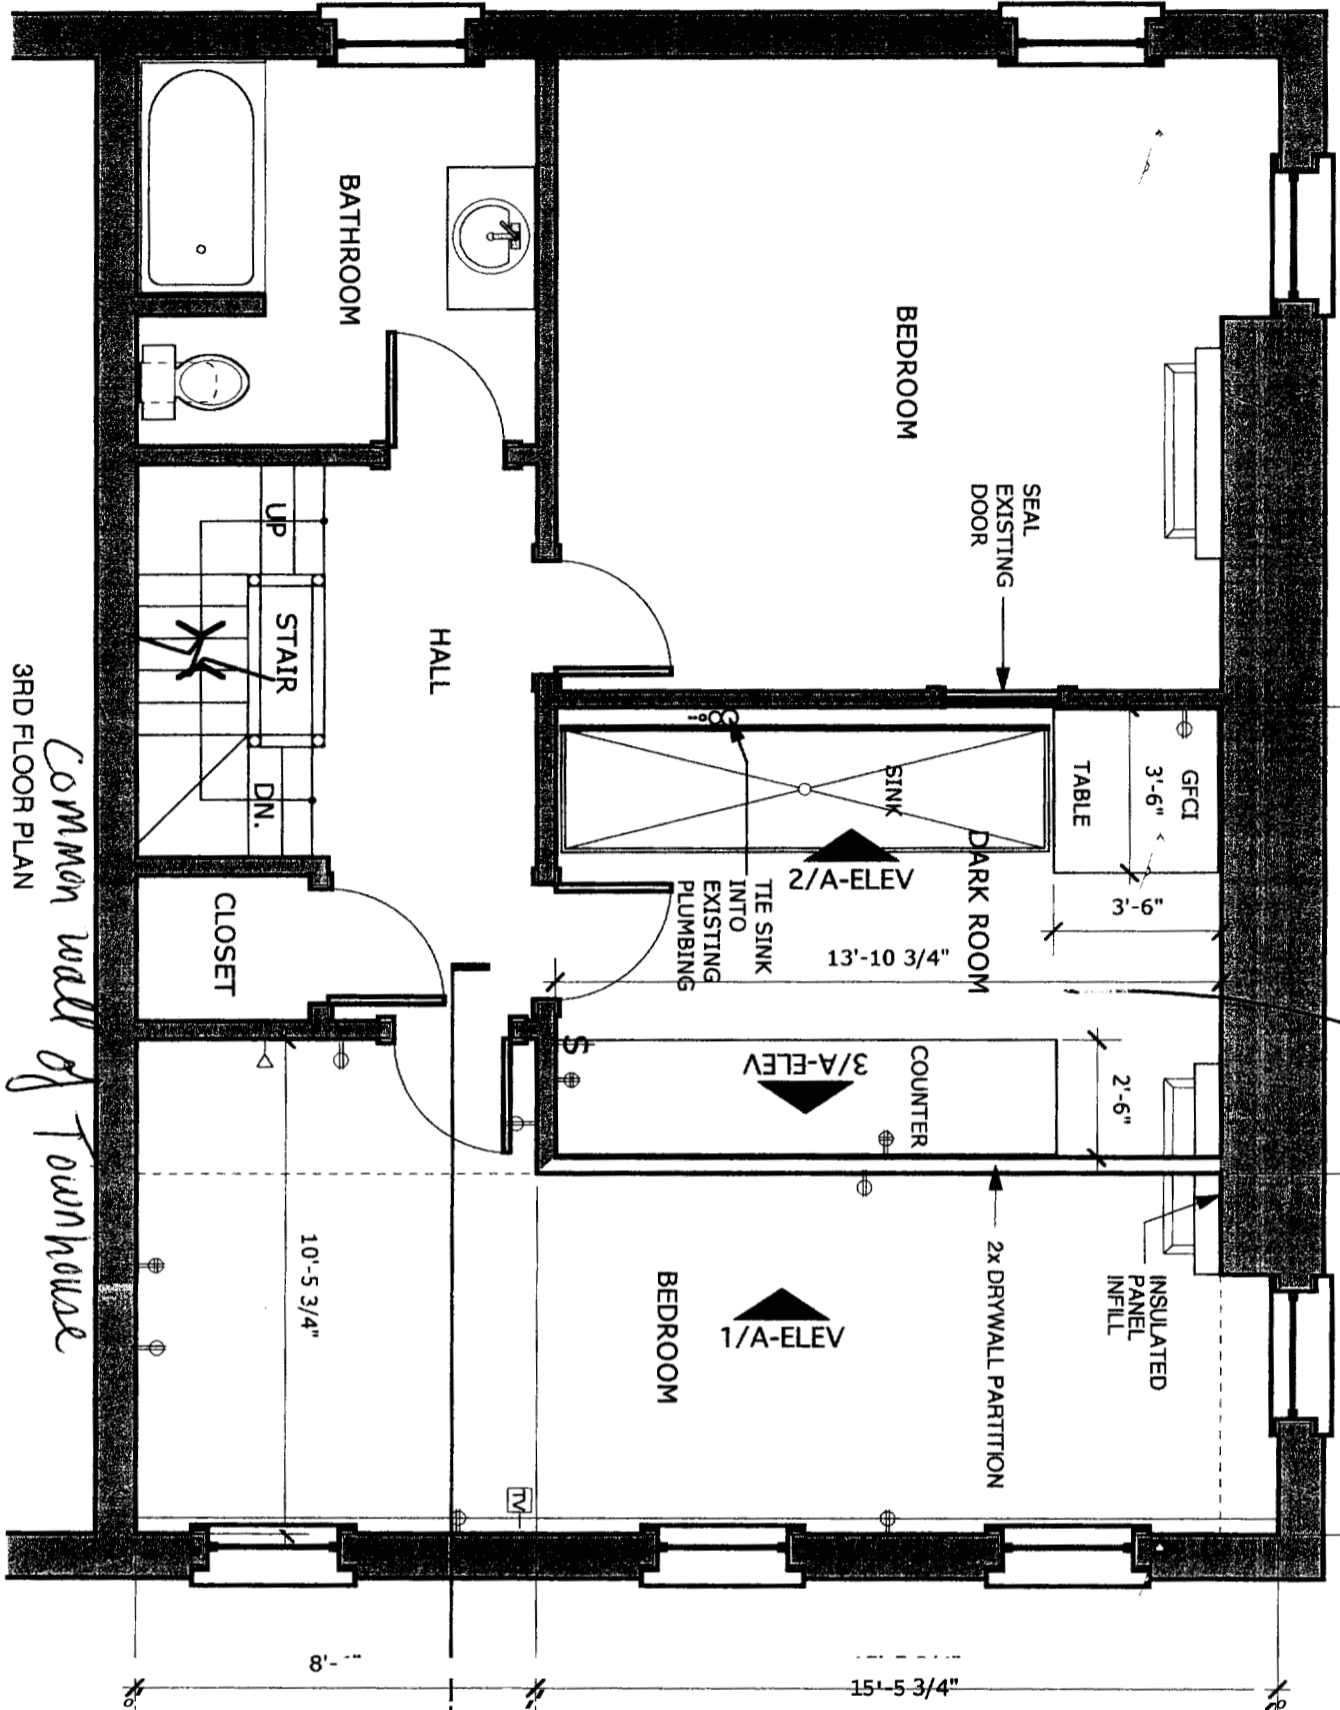 BATHROOM
BEDROOM
SEAL
EXISTING
DOOR
UP
STAIR
DN.
HALL
CLOSET
SINK
TABLE
3'-6"
GFCI
3'-6"
2/A-ELEV
DARK ROOM
TIE SINK
INTO
EXISTING
PLUMBING
13'-10 3/4"
S
3/A-ELEV
COUNTER
2'-6"
INSULATED
PANEL
INFILL
2x DRYWALL PARTITION
BEDROOM
1/A-ELEV
10'-5 3/4"
TV
15'-5 3/4"
3RD FLOOR PLAN
Common wall of Townhouse